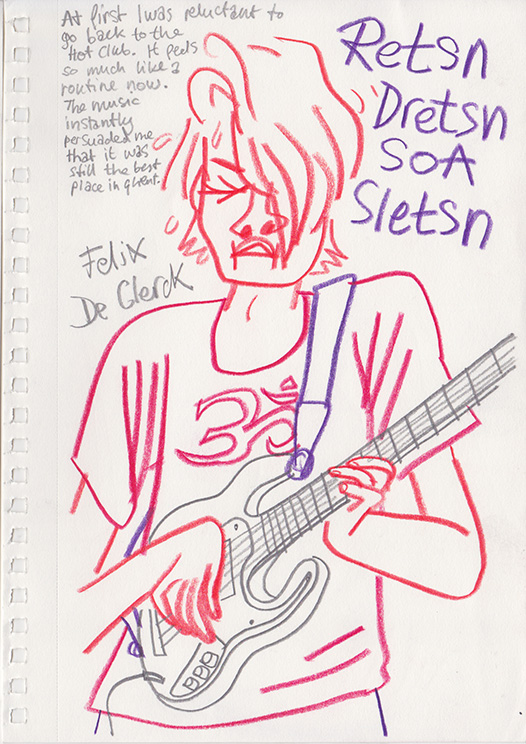 At first I was reluctant to
go back to the
Hot Club. It feels
so much like a
routine now.
The music
instantly
persuaded me
that it was
still the best
place in ghent.
Retsn
Dretsn
SOA
Sletsn
Felix
De Clerck
ॐ